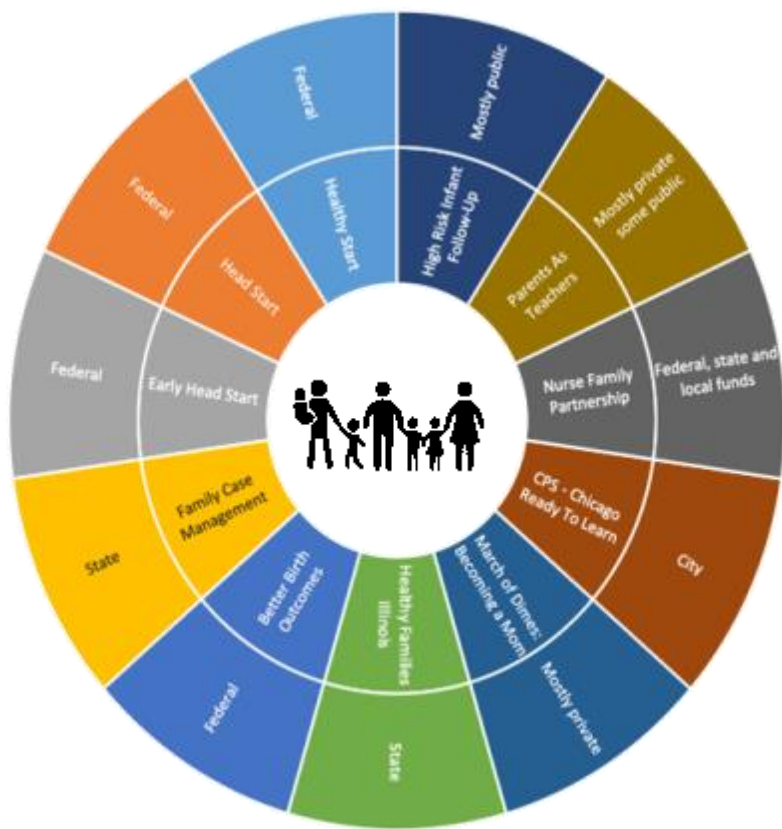 Mostly public
High Risk Infant
Follow-Up
Mostly private
some public
Parents As
Teachers
Federal, state and
local funds
Nurse Family
Partnership
City
CPS - Chicago
Ready To Learn
Mostly private
March of Dimes:
Becoming a Mom
State
Healthy Families
Illinois
Federal
Better Birth
Outcomes
State
Family Case
Management
Federal
Early Head Start
Federal
Head Start
Federal
Healthy Start